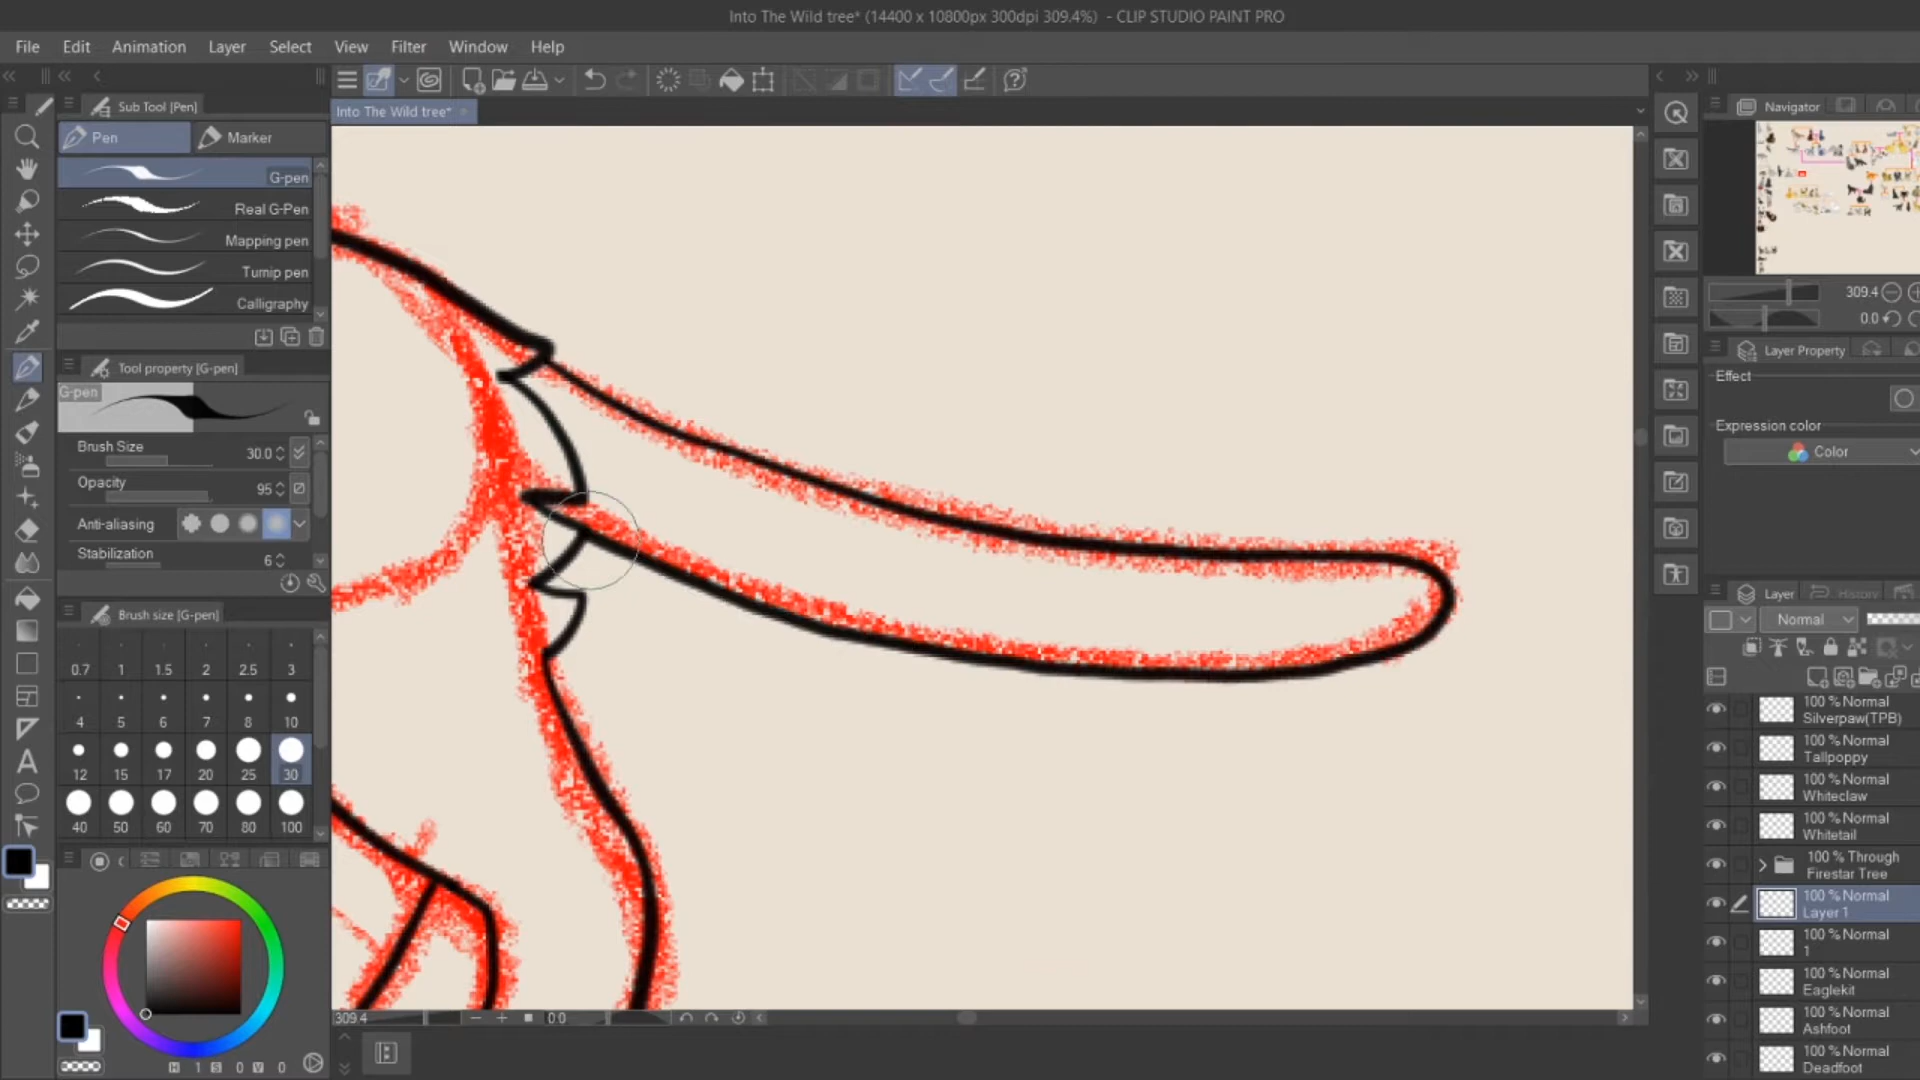 Into The Wild tree* (14400 x 10800px 300dpi 309.4%) - CLIP STUDIO PAINT PRO
File Edit Animation Layer Select View Filter Window Help
Sub Tool [Pen]
Into The Wild tree*
Navigator
Pen Marker
G-pen
Real G-Pen
Mapping pen
Turnip pen
Calligraphy
309.4
0.0
Layer Property
Tool property [G-pen]
Effect
G-pen
Expression color
Brush Size 30.0
Color
Opacity 95
Anti-aliasing
Stabilization 6
Layer History
Brush size [G-pen]
Normal
0.7 1 1.5 2 2.5 3
4 5 6 7 8 10
12 15 17 20 25 30
40 50 60 70 80 100
100 % Normal
Silverpaw(TPB)
100 % Normal
Tallpoppy
100 % Normal
Whiteclaw
100 % Normal
Whitetail
100 % Through
Firestar Tree
100 % Normal
Layer 1
100 % Normal
1
100 % Normal
Eaglekit
100 % Normal
Ashfoot
100 % Normal
Deadfoot
309.4 0.0
H 1 S 0 V 0